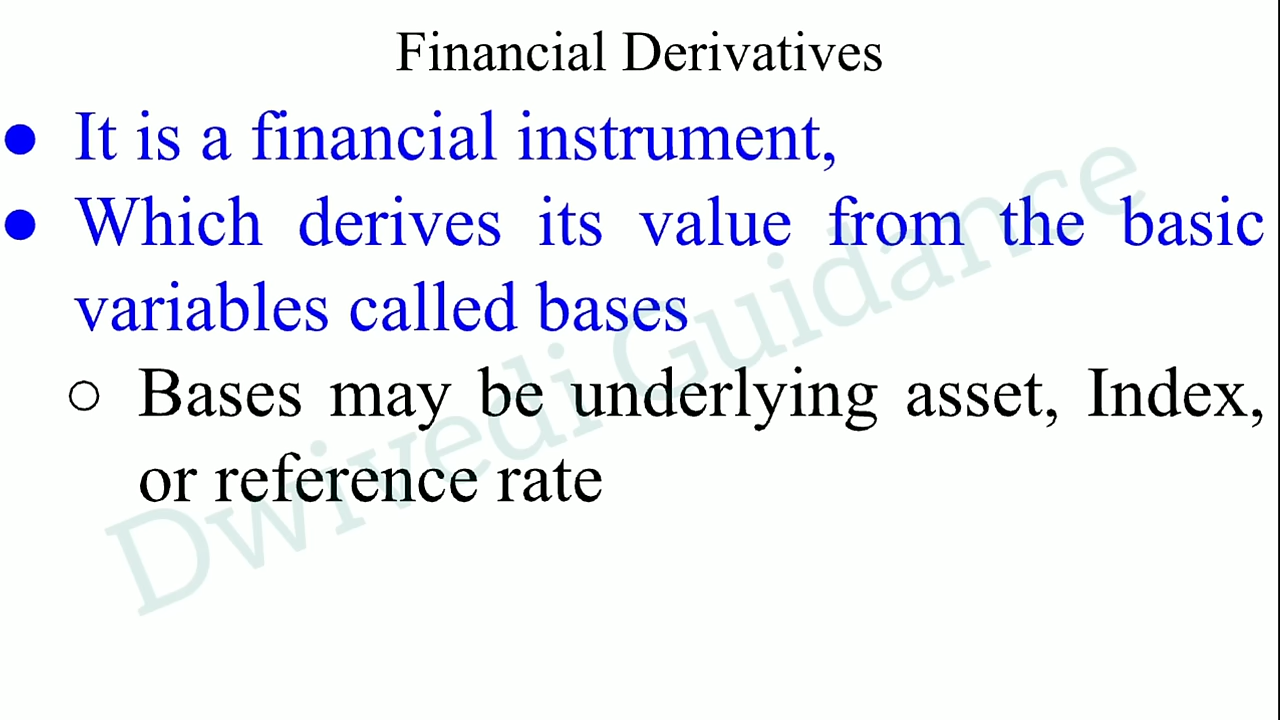 Financial Derivatives
● It is a financial instrument,
● Which derives its value from the basic
variables called bases
○ Bases may be underlying asset, Index,
or reference rate
Dwivedi Guidance